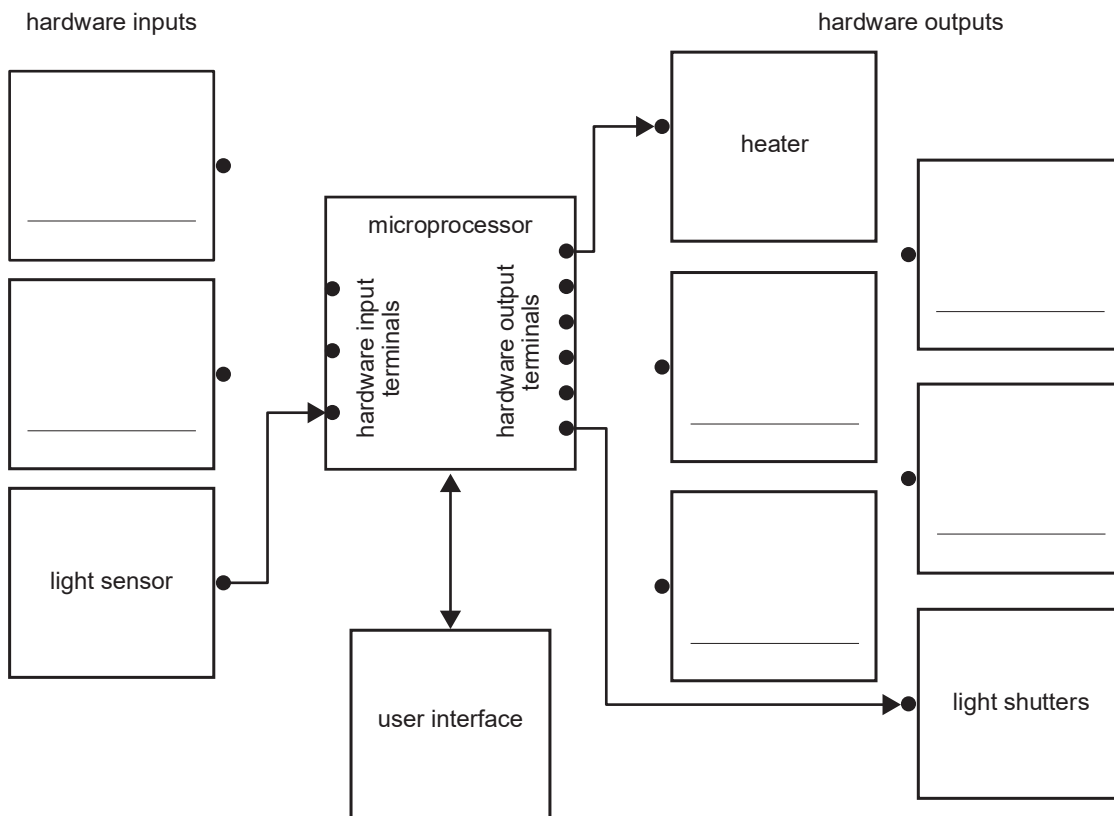 hardware inputs
hardware outputs
heater
microprocessor
hardware input
terminals
hardware output
terminals
light sensor
user interface
light shutters